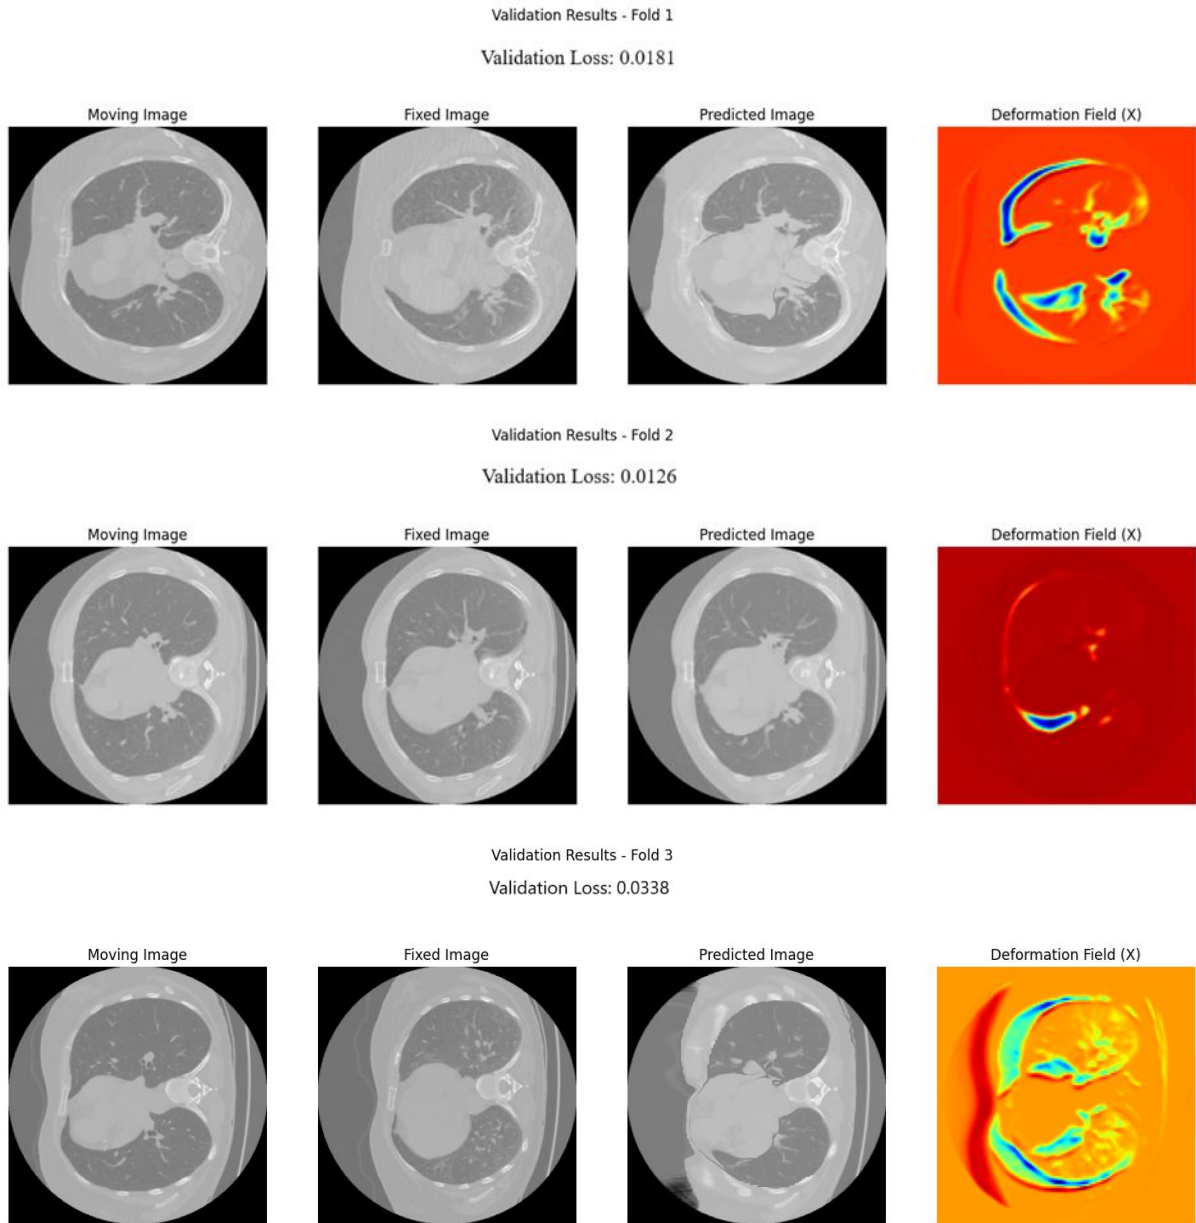 Validation Results - Fold 1
Validation Loss: 0.0181
Moving Image
Fixed Image
Predicted Image
Deformation Field (X)
Validation Results - Fold 2
Validation Loss: 0.0126
Moving Image
Fixed Image
Predicted Image
Deformation Field (X)
Validation Results - Fold 3
Validation Loss: 0.0338
Moving Image
Fixed Image
Predicted Image
Deformation Field (X)